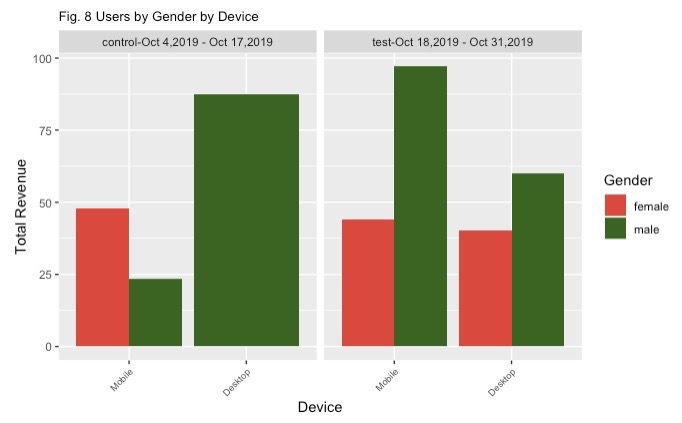 Fig. 8 Users by Gender by Device
control-Oct 4,2019 - Oct 17,2019
test-Oct 18,2019 - Oct 31,2019
100
75
50
25
0
Total Revenue
Mobile
Desktop
Mobile
Desktop
Device
Gender
female
male